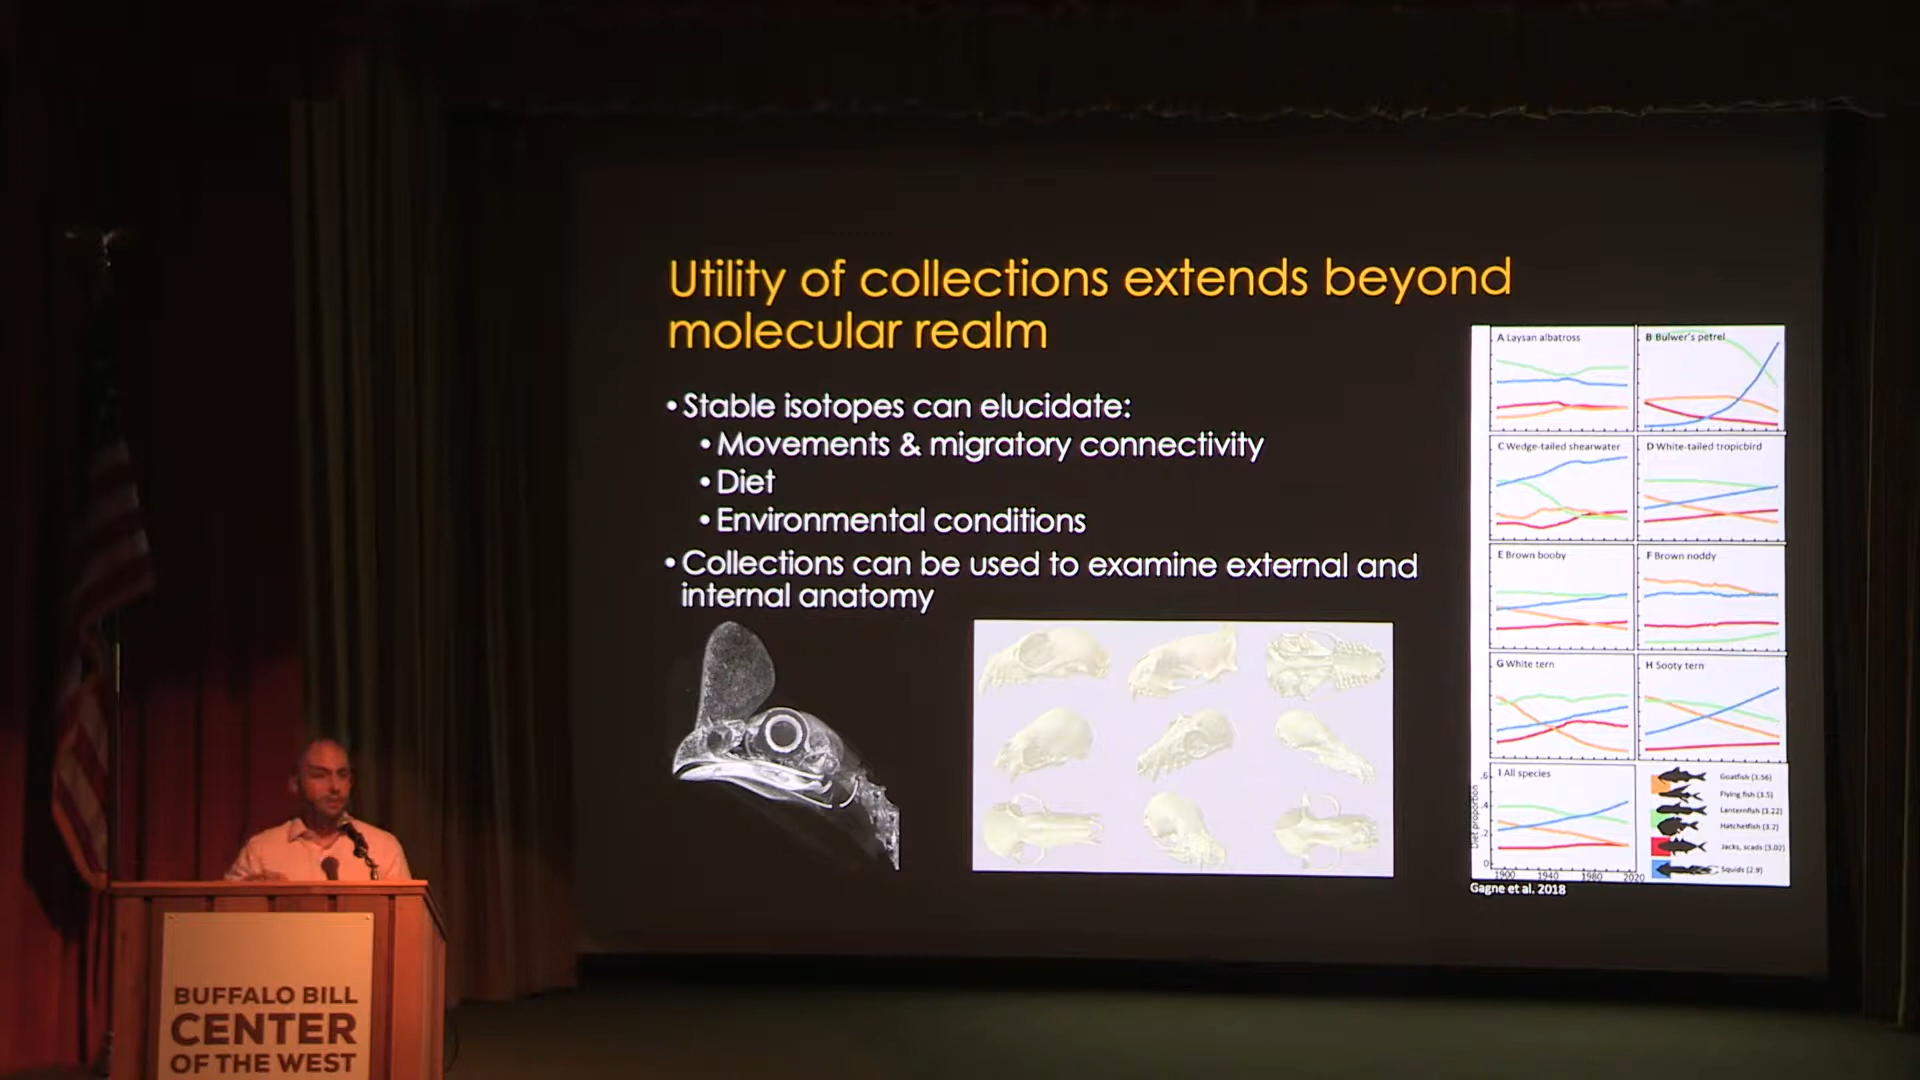 Utility of collections extends beyond
molecular realm
• Stable isotopes can elucidate:
• Movements & migratory connectivity
• Diet
• Environmental conditions
• Collections can be used to examine external and
internal anatomy
A Laysan albatross
B Bulwer's petrel
C Wedge-tailed shearwater
D White-tailed tropicbird
E Brown booby
F Brown noddy
G White tern
H Sooty tern
I All species
Diet proportion
.6
.4
.2
0
1900 1940 1980 2020
Goatfish (3.56)
Flying fish (3.5)
Lanternfish (3.22)
Hatchetfish (3.2)
Jacks, scads (3.02)
Squids (2.9)
Gagne et al. 2018
BUFFALO BILL
CENTER
OF THE WEST